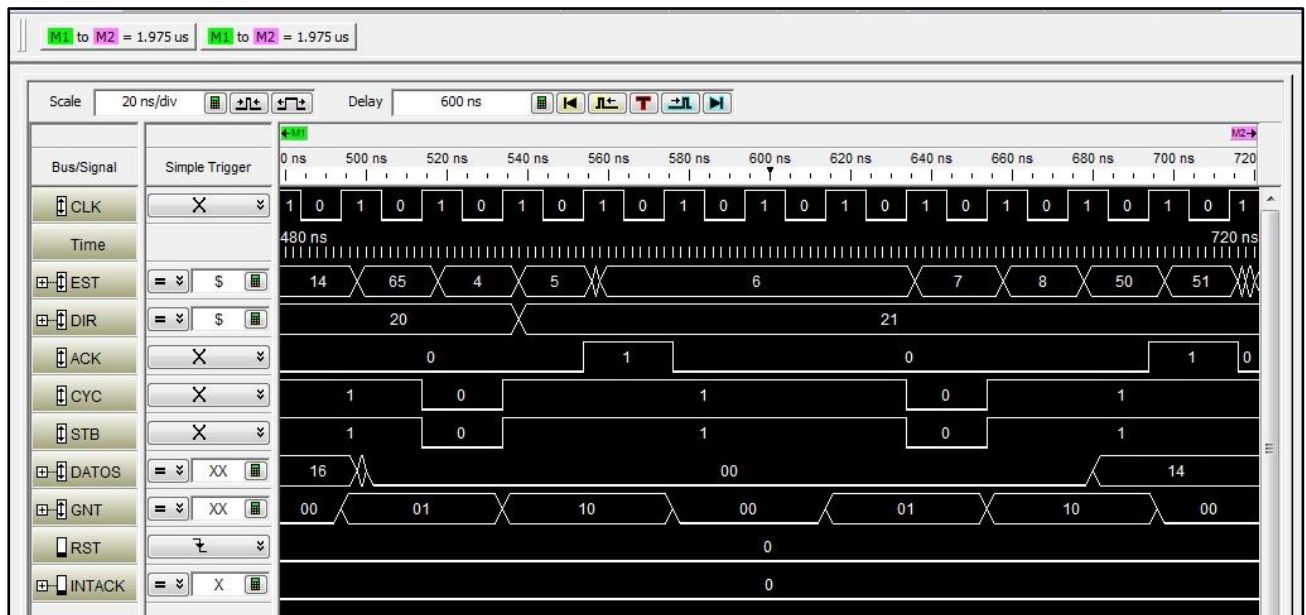 M1 to M2 = 1.975 us M1 to M2 = 1.975 us
Scale 20 ns/div Delay 600 ns T
M1 M2
Bus/Signal Simple Trigger 0 ns 500 ns 520 ns 540 ns 560 ns 580 ns 600 ns 620 ns 640 ns 660 ns 680 ns 700 ns 720
CLK X 1 0 1 0 1 0 1 0 1 0 1 0 1 0 1 0 1 0 1 0 1 0 1 0 1
Time 480 ns 720 ns
EST = $ 14 65 4 5 6 7 8 50 51
DIR = $ 20 21
ACK X 0 1 0 1 0
CYC X 1 0 1 0 1
STB X 1 0 1 0 1
DATOS = XX 16 00 14
GNT = XX 00 01 10 00 01 10 00
RST 0
INTACK = X 0